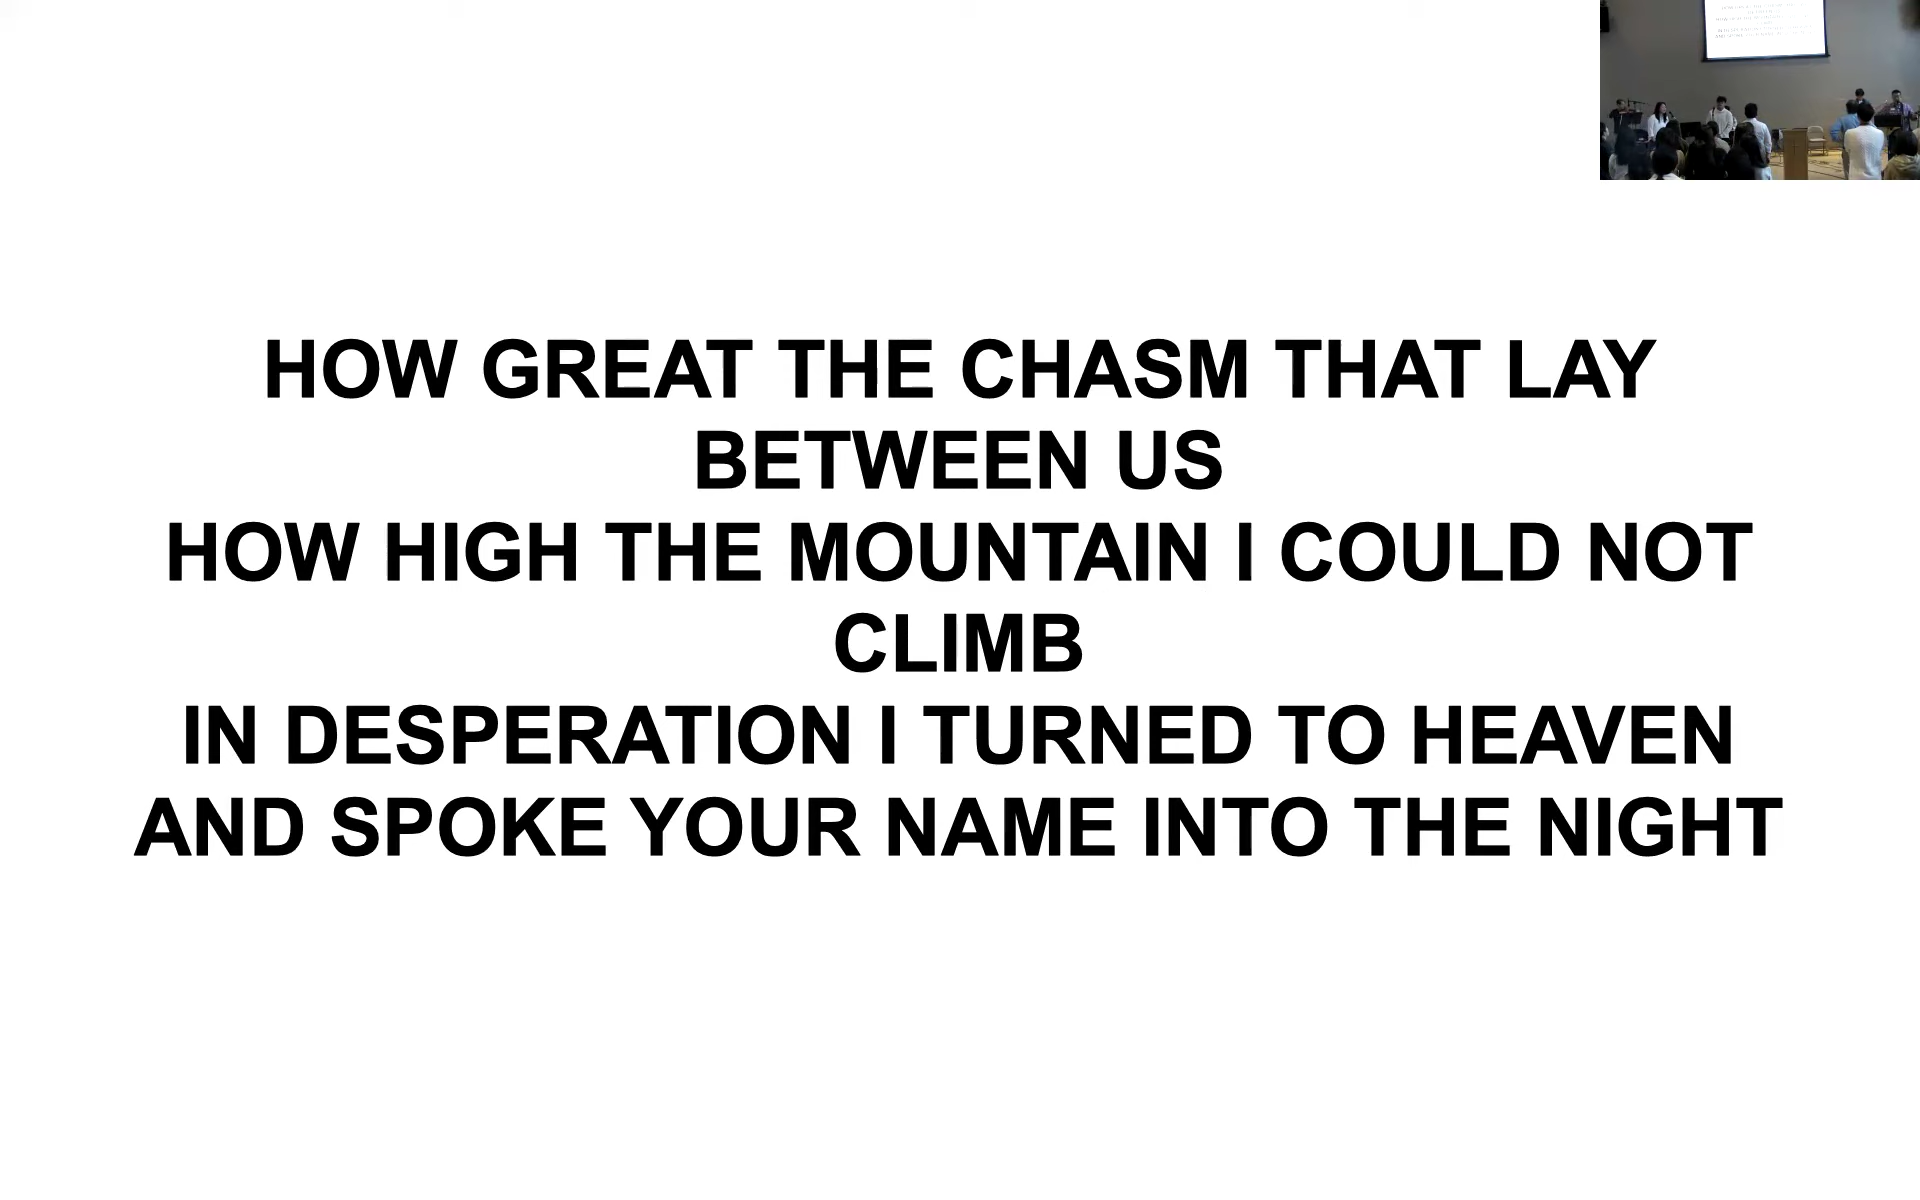 HOW GREAT THE CHASM THAT LAY
BETWEEN US
HOW HIGH THE MOUNTAIN I COULD NOT
CLIMB
IN DESPERATION I TURNED TO HEAVEN
AND SPOKE YOUR NAME INTO THE NIGHT